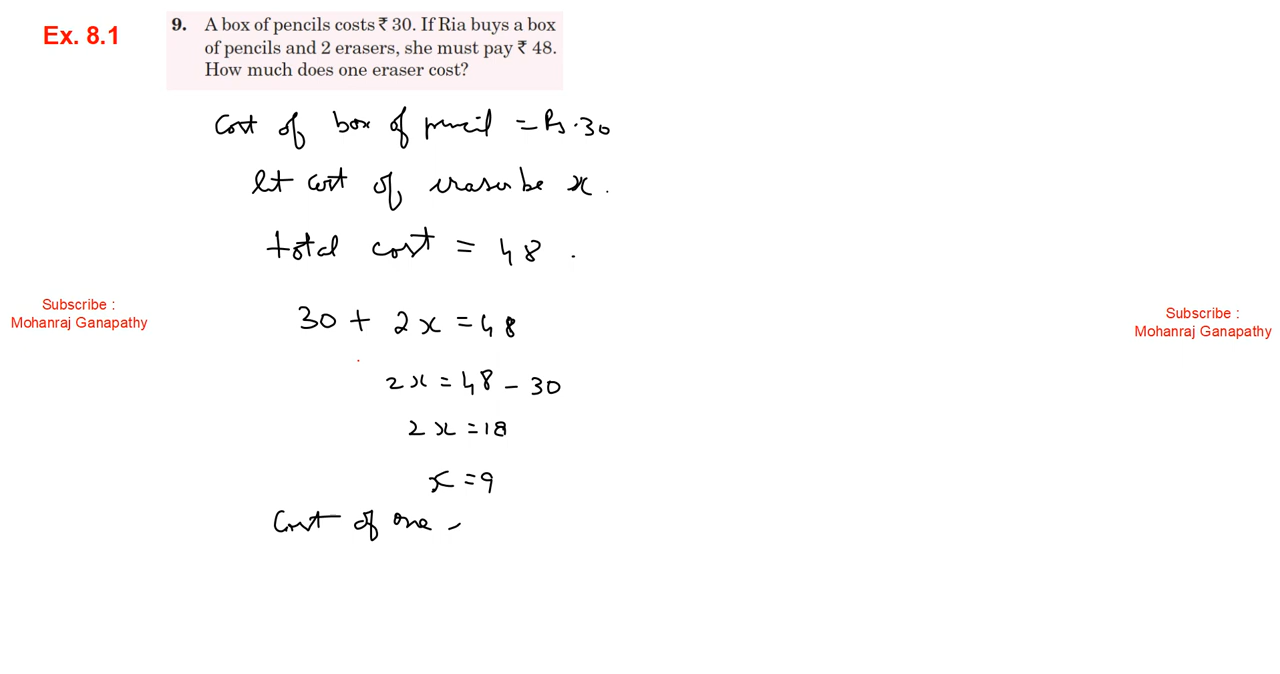 Ex. 8.1
9. A box of pencils costs ₹ 30. If Ria buys a box
of pencils and 2 erasers, she must pay ₹ 48.
How much does one eraser cost?
Cost of box of pencil = Rs. 30
let cost of eraser be x.
total cost = 48.
Subscribe :
Mohanraj Ganapathy
30 + 2x = 48
Subscribe :
Mohanraj Ganapathy
2x = 48 - 30
2x = 18
x = 9
Cost of one